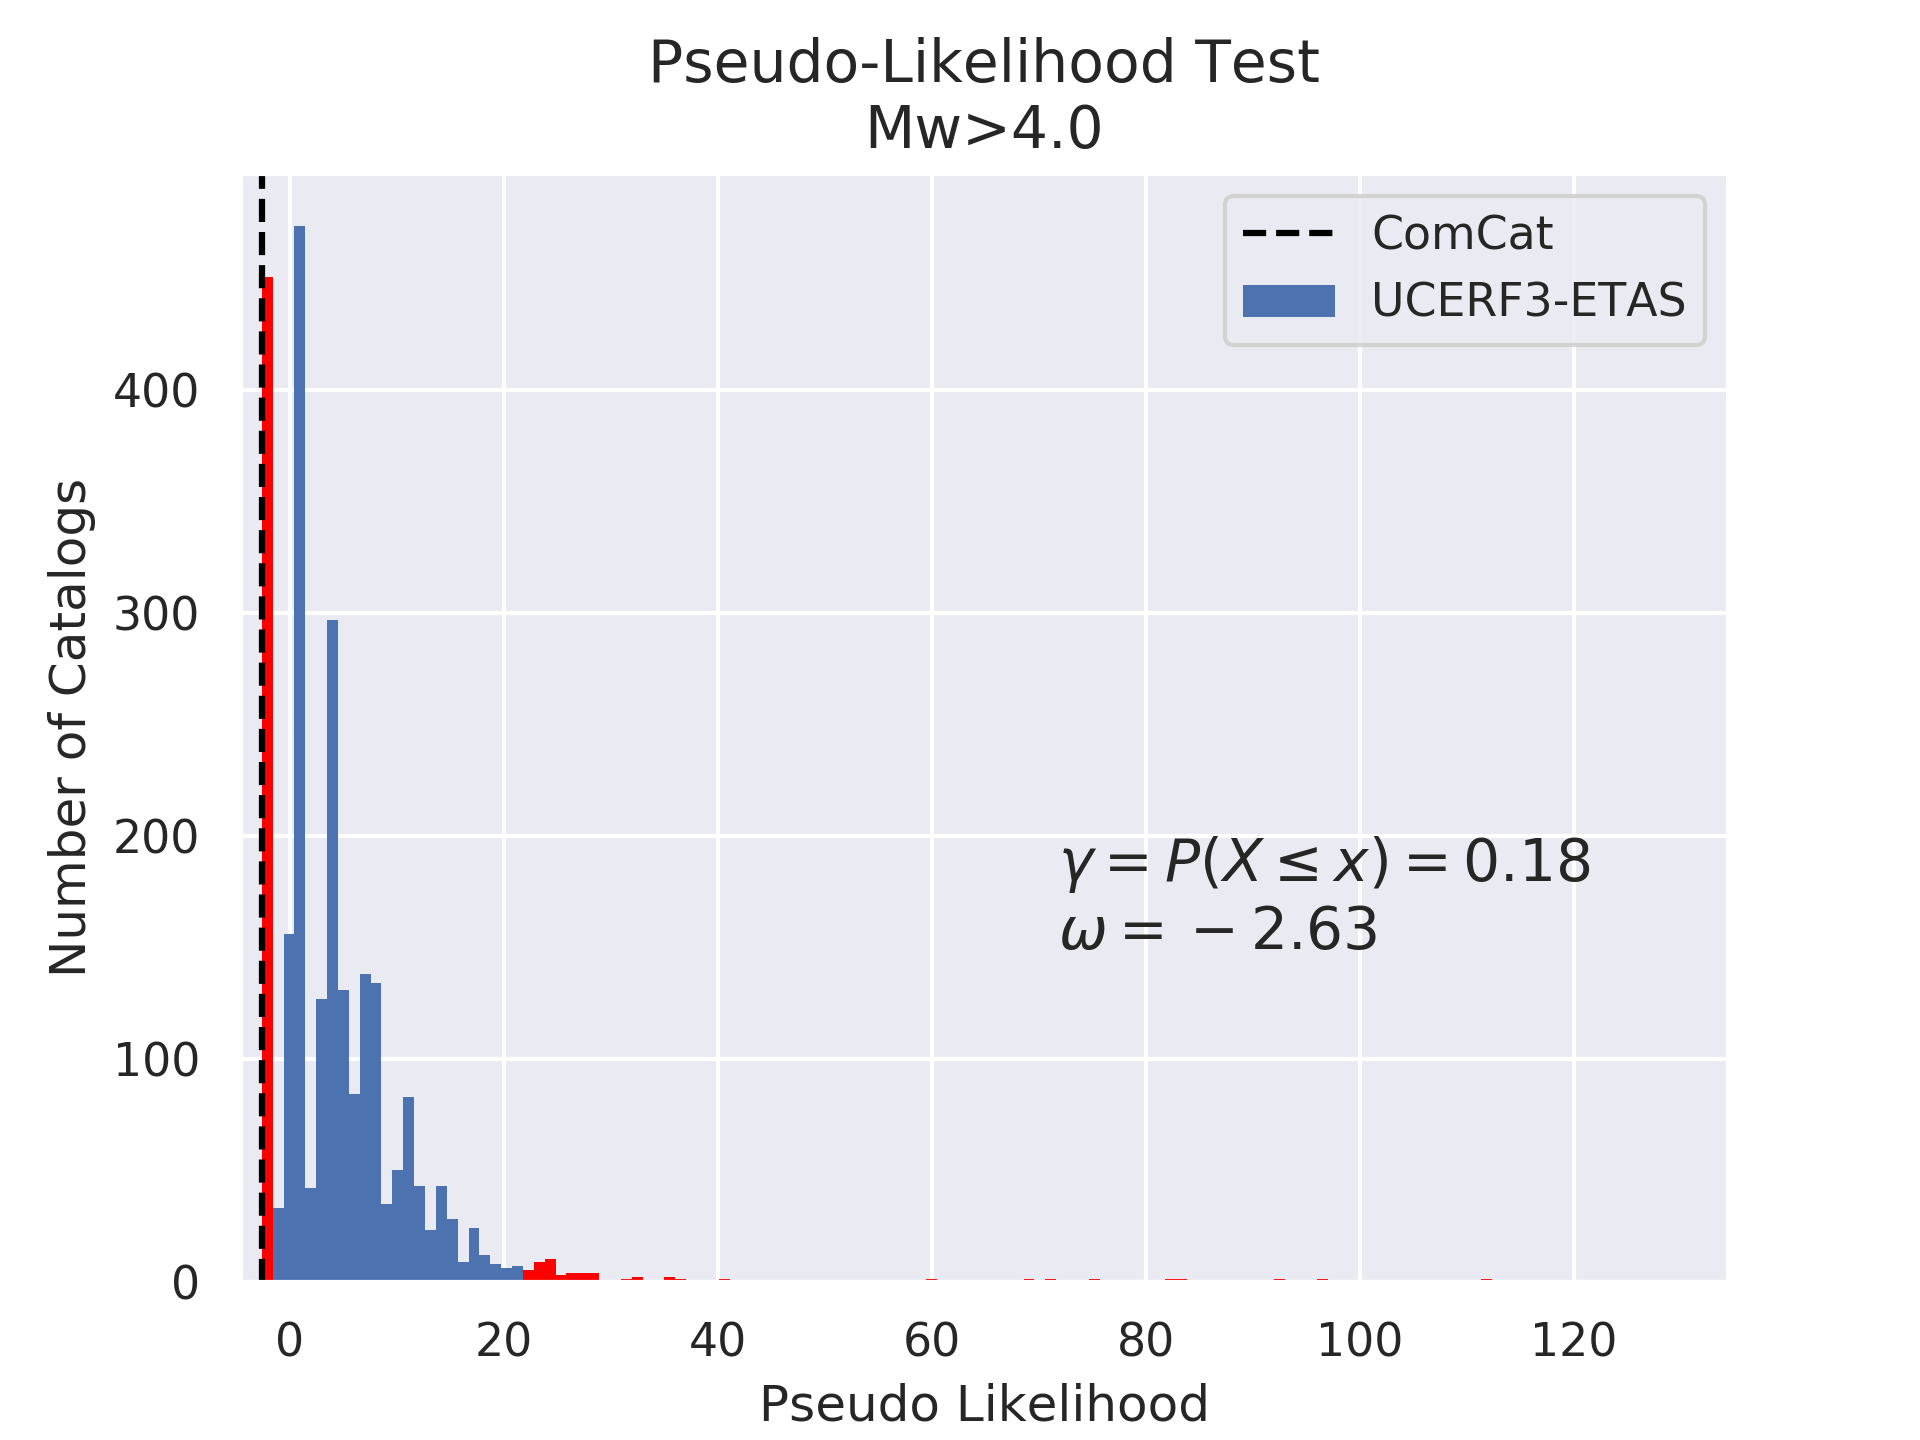 Pseudo-Likelihood Test
Mw>4.0
ComCat
UCERF3-ETAS
Number of Catalogs
400
300
200
100
0
γ = P(X ≤ x) = 0.18
ω = − 2.63
0 20 40 60 80 100 120
Pseudo Likelihood